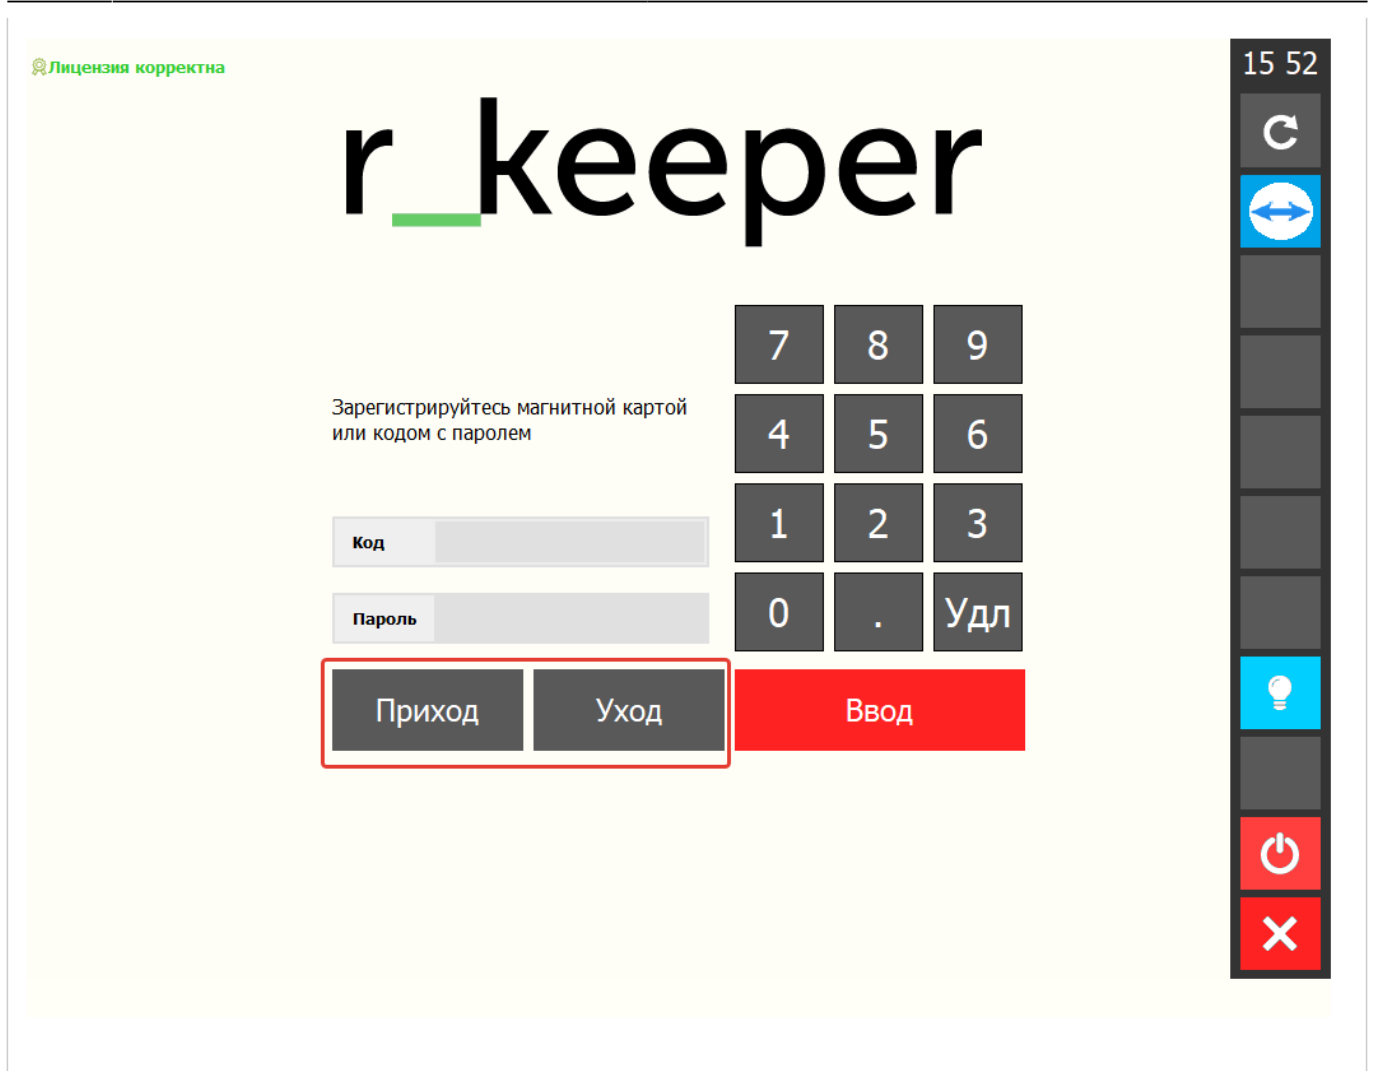 Лицензия корректна
15 52
r_keeper
7 8 9
Зарегистрируйтесь магнитной картой
или кодом с паролем
4 5 6
Код
1 2 3
Пароль
0 . Удл
Приход Уход Ввод